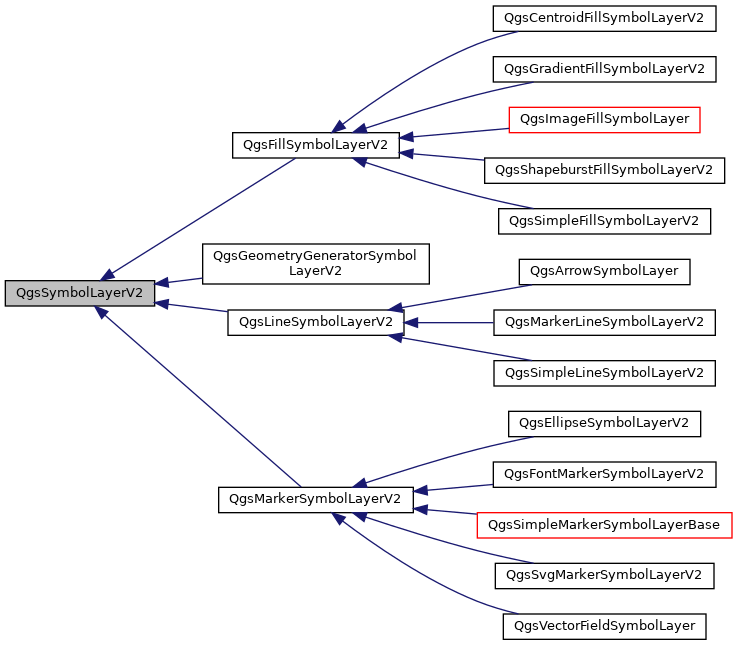 QgsCentroidFillSymbolLayerV2
QgsGradientFillSymbolLayerV2
QgsImageFillSymbolLayer
QgsFillSymbolLayerV2
QgsShapeburstFillSymbolLayerV2
QgsSimpleFillSymbolLayerV2
QgsGeometryGeneratorSymbol
LayerV2
QgsArrowSymbolLayer
QgsSymbolLayerV2
QgsLineSymbolLayerV2
QgsMarkerLineSymbolLayerV2
QgsSimpleLineSymbolLayerV2
QgsEllipseSymbolLayerV2
QgsFontMarkerSymbolLayerV2
QgsMarkerSymbolLayerV2
QgsSimpleMarkerSymbolLayerBase
QgsSvgMarkerSymbolLayerV2
QgsVectorFieldSymbolLayer